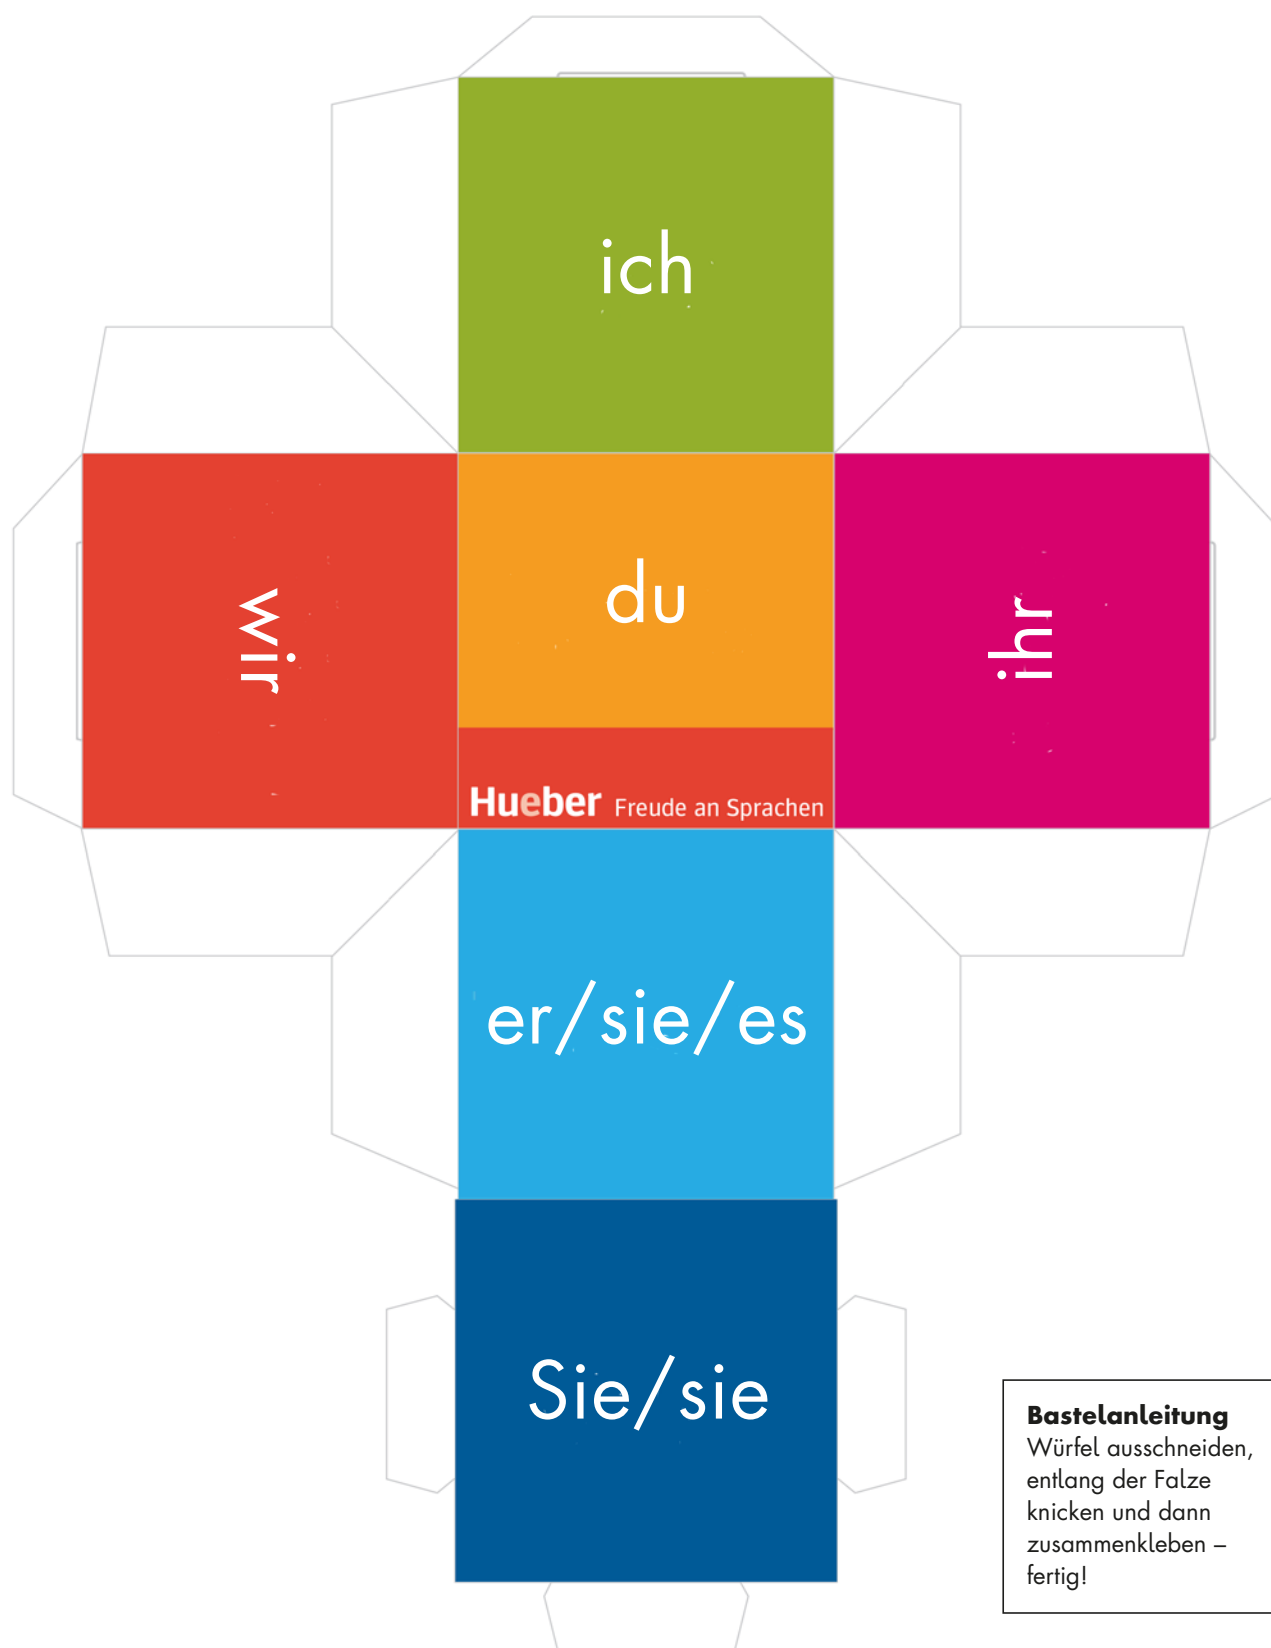 ich
wir
du
ihr
Hueber Freude an Sprachen
er/sie/es
Sie/sie
Bastelanleitung
Würfel ausschneiden,
entlang der Falze
knicken und dann
zusammenkleben –
fertig!